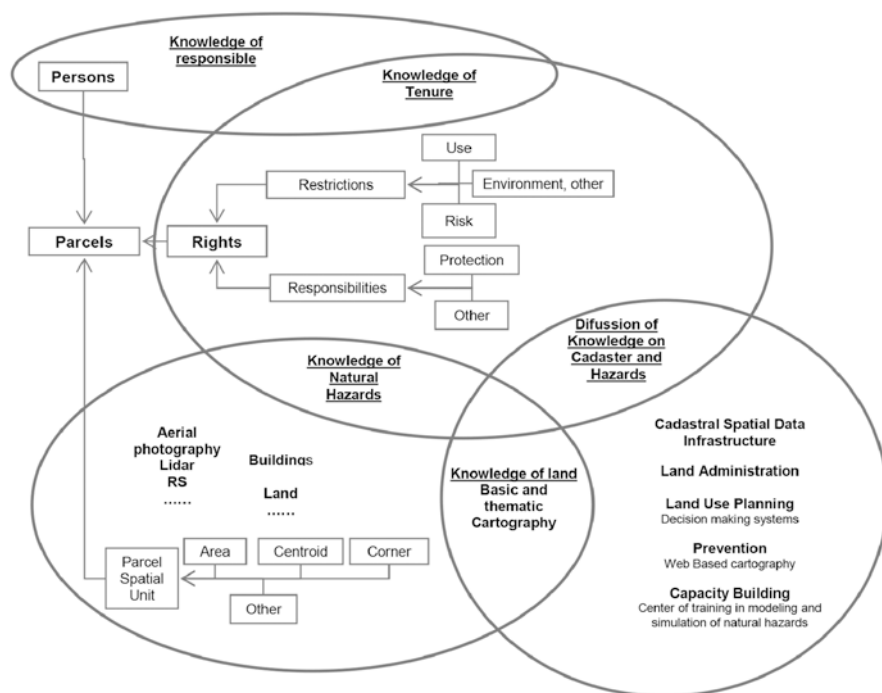 Knowledge of
responsible
Persons
Knowledge of
Tenure
Use
Restrictions
Environment, other
Risk
Parcels
Rights
Protection
Responsibilities
Other
Difussion of
Knowledge on
Cadaster and
Hazards
Knowledge of
Natural
Hazards
Aerial
photography
Lidar
RS
......
Buildings
Land
......
Knowledge of land
Basic and
thematic
Cartography
Cadastral Spatial Data
Infrastructure
Land Administration
Land Use Planning
Decision making systems
Prevention
Web Based cartography
Capacity Building
Center of training in modeling and
simulation of natural hazards
Parcel
Spatial
Unit
Area
Centroid
Corner
Other